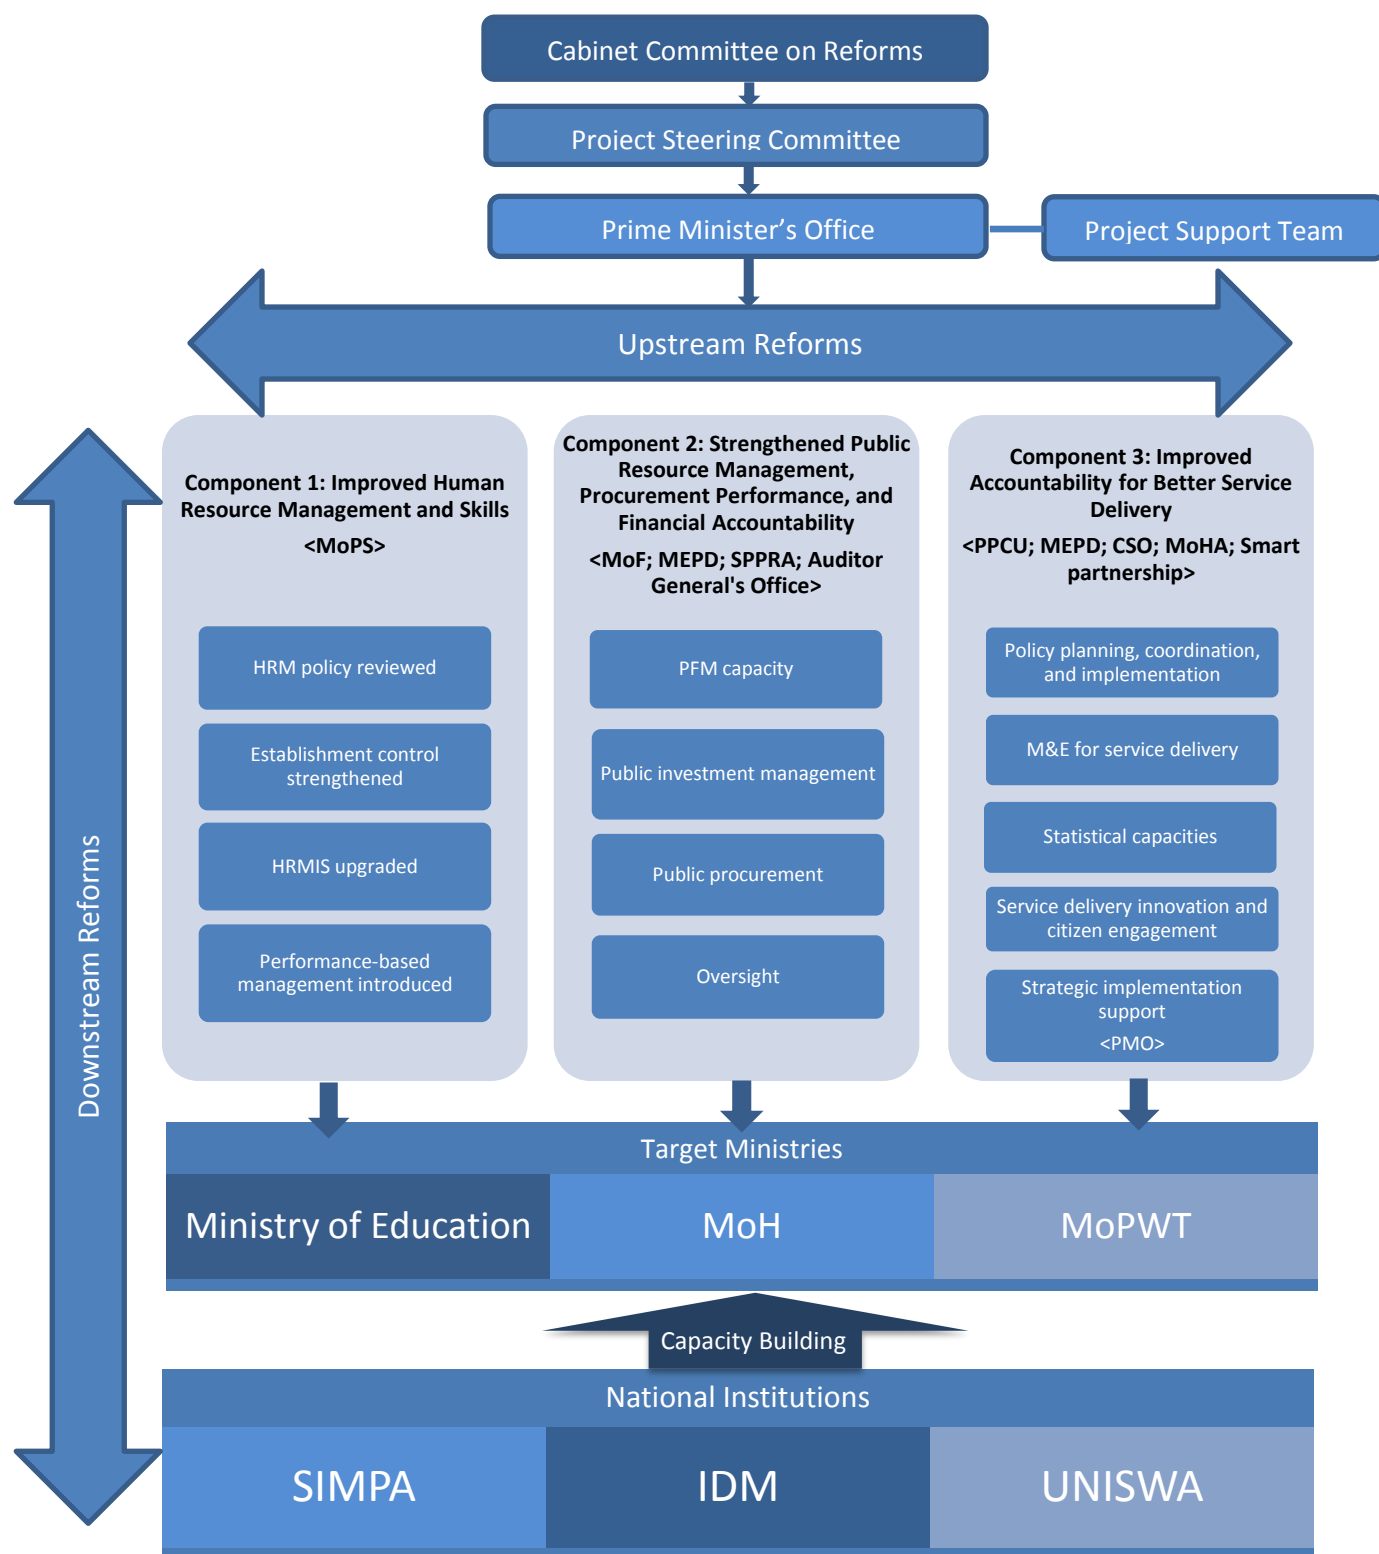 Cabinet Committee on Reforms
Project Steering Committee
Prime Minister's Office
Project Support Team
Upstream Reforms
Downstream Reforms
Component 1: Improved Human
Resource Management and Skills
<MoPS>
HRM policy reviewed
Establishment control
strengthened
HRMIS upgraded
Performance-based
management introduced
Component 2: Strengthened Public
Resource Management,
Procurement Performance, and
Financial Accountability
<MoF; MEPD; SPPRA; Auditor
General's Office>
PFM capacity
Public investment management
Public procurement
Oversight
Component 3: Improved
Accountability for Better Service
Delivery
<PPCU; MEPD; CSO; MoHA; Smart
partnership>
Policy planning, coordination,
and implementation
M&E for service delivery
Statistical capacities
Service delivery innovation and
citizen engagement
Strategic implementation
support
<PMO>
Target Ministries
Ministry of Education
MoH
MoPWT
Capacity Building
National Institutions
SIMPA
IDM
UNISWA